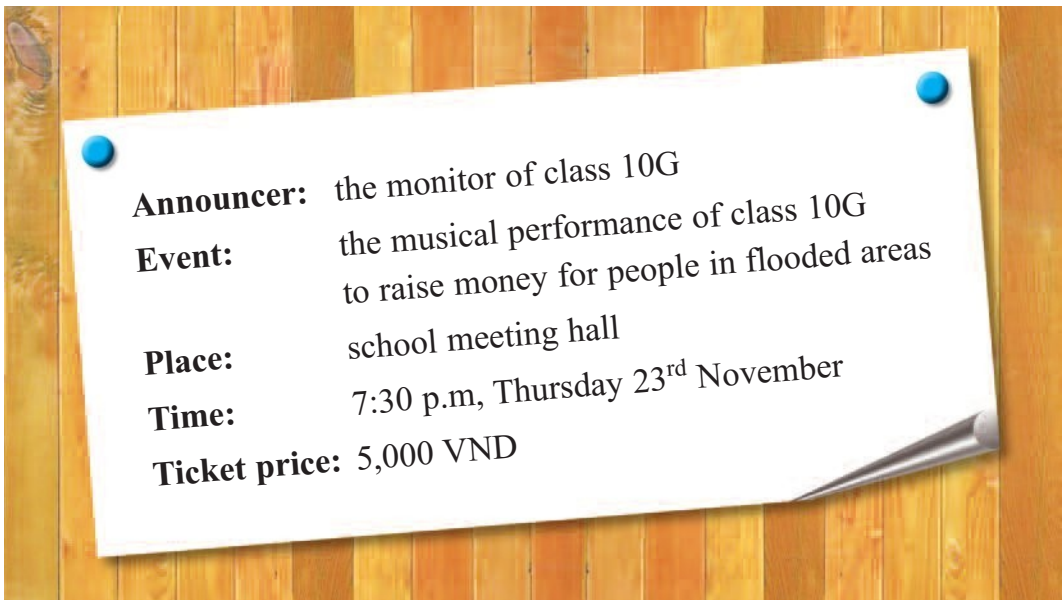 Announcer: the monitor of class 10G
Event: the musical performance of class 10G
to raise money for people in flooded areas
Place: school meeting hall
Time: 7:30 p.m, Thursday 23rd November
Ticket price: 5,000 VND